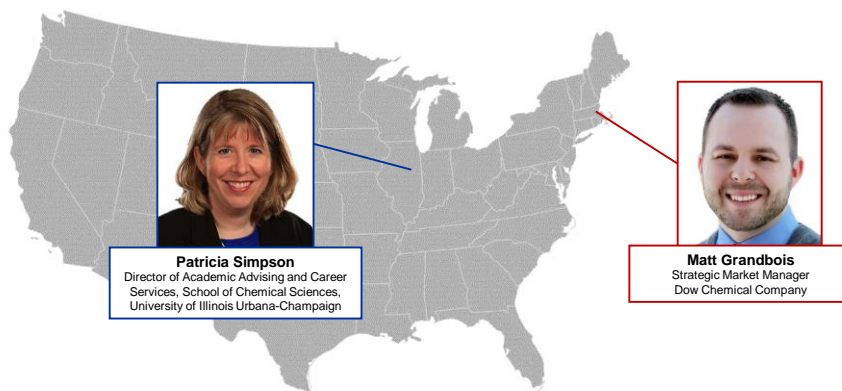 Patricia Simpson
Director of Academic Advising and Career
Services, School of Chemical Sciences,
University of Illinois Urbana-Champaign
Matt Grandbois
Strategic Market Manager
Dow Chemical Company